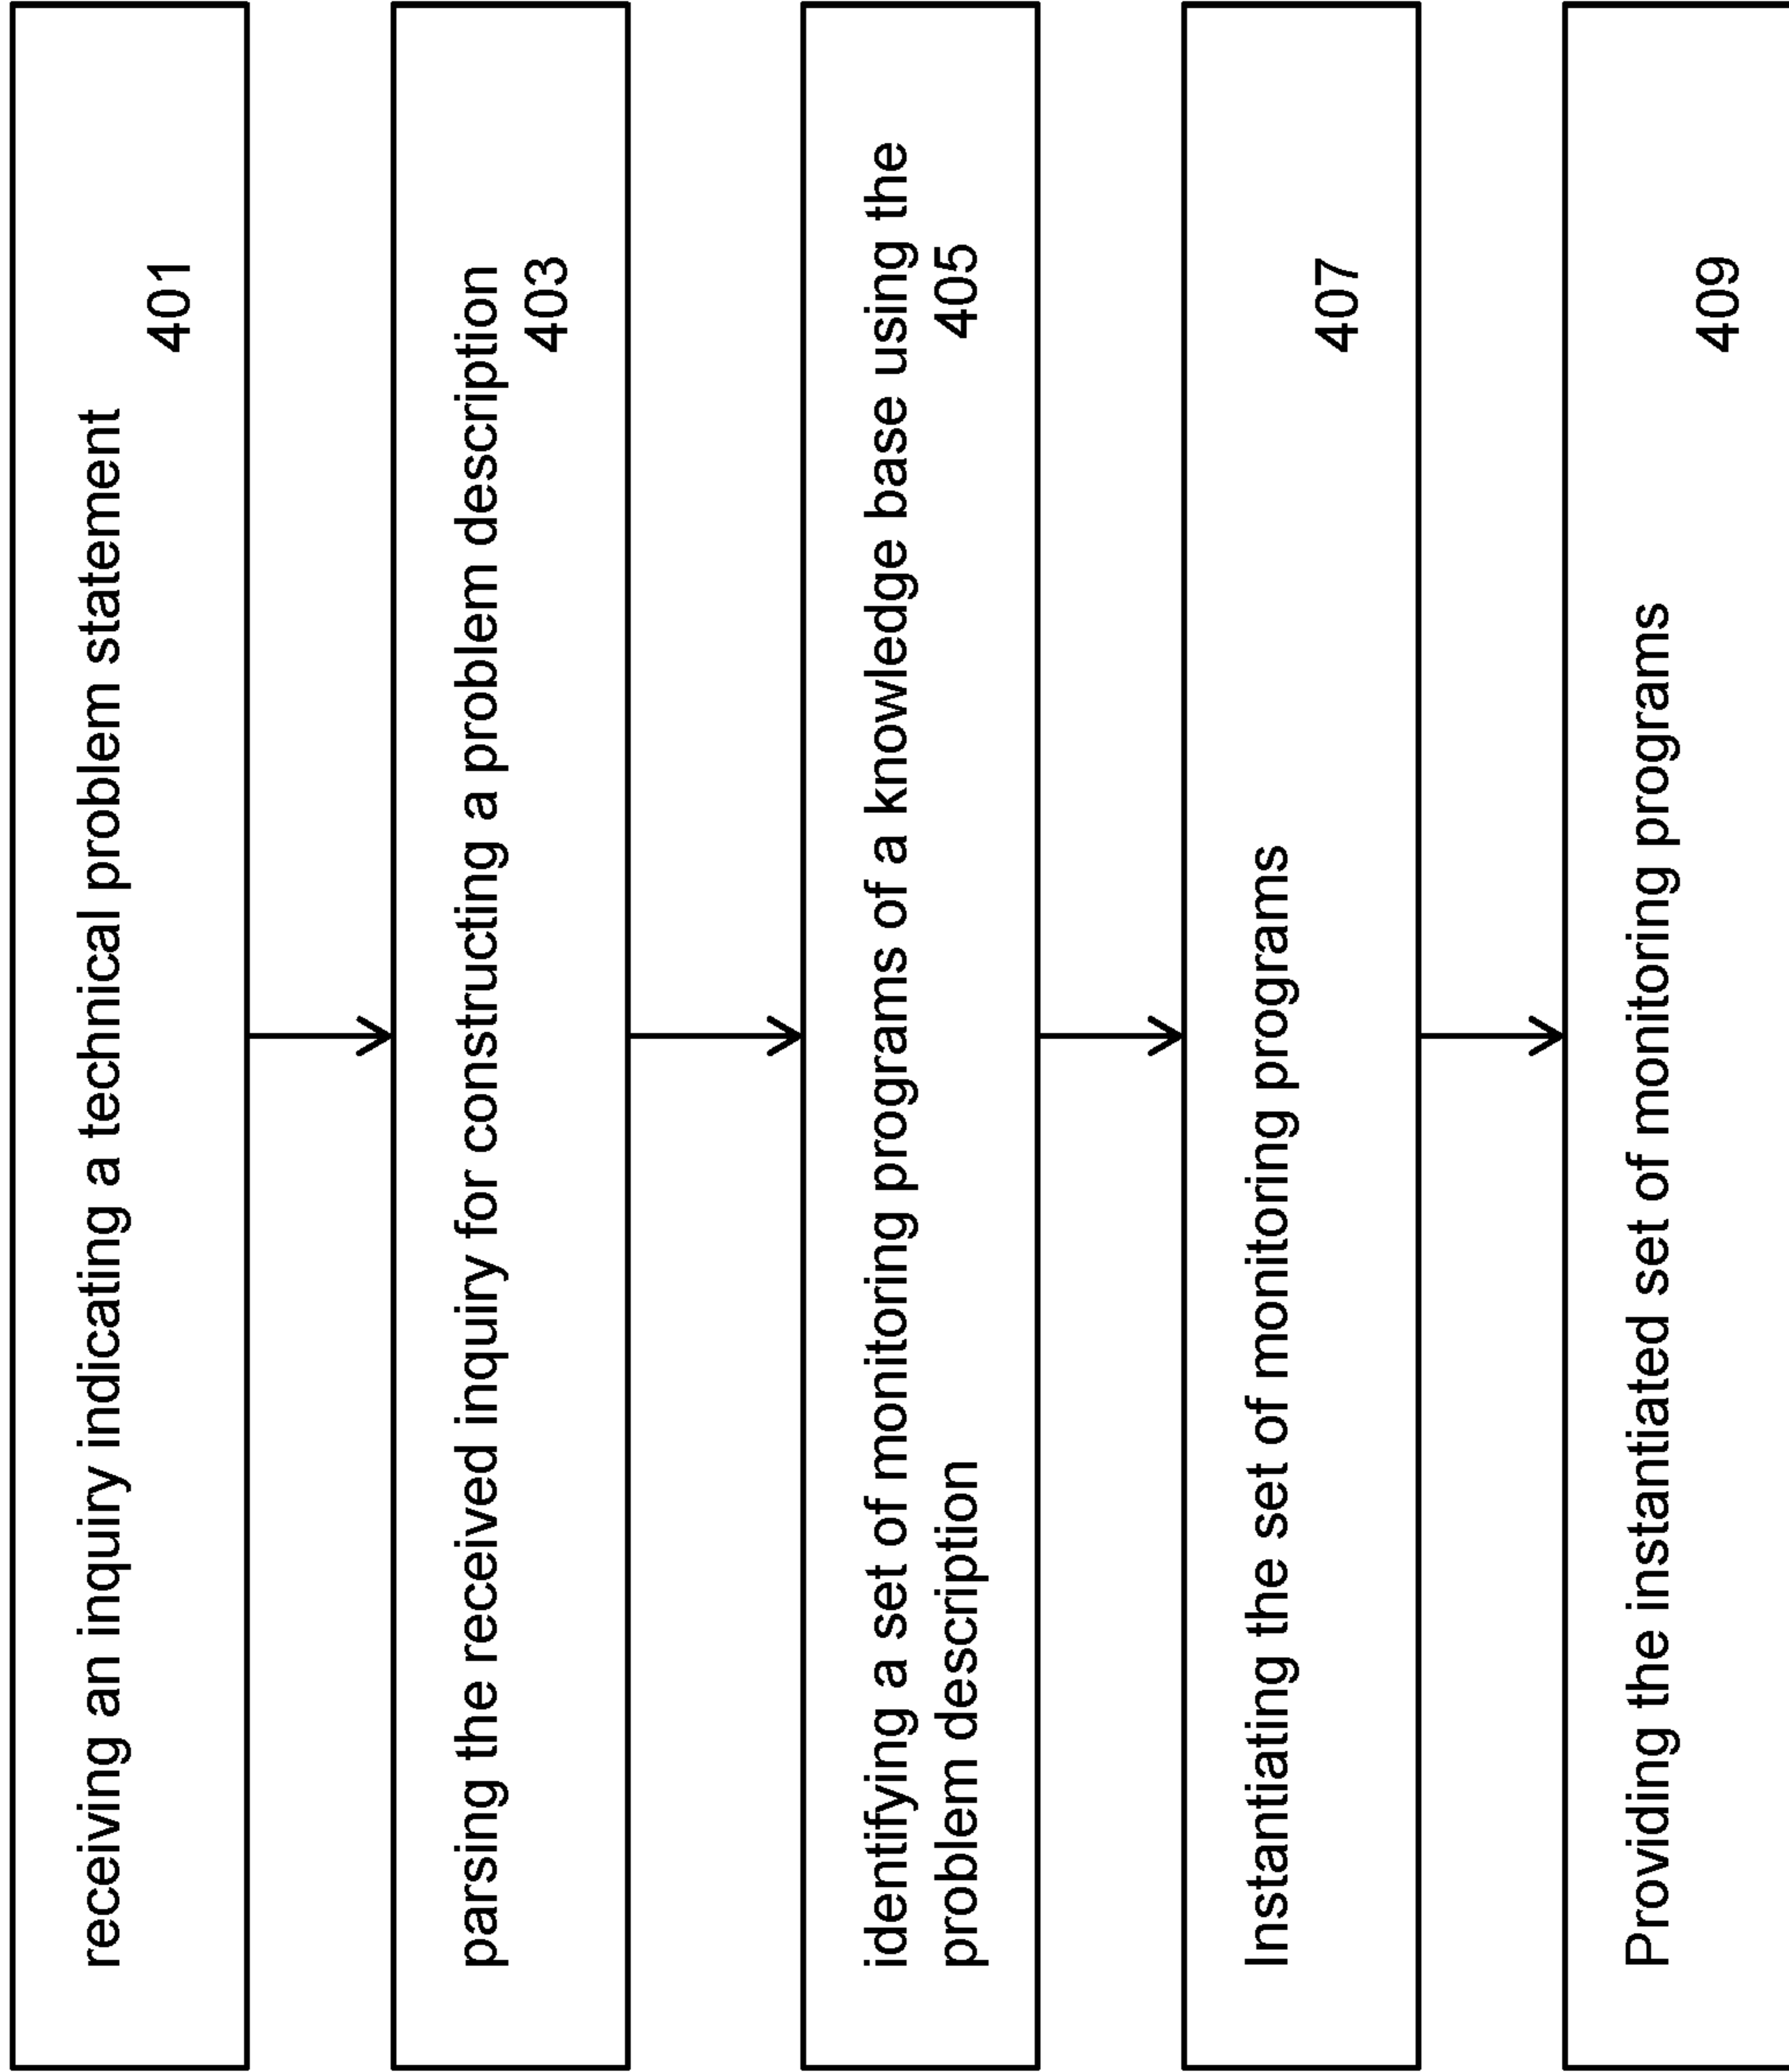 receiving an inquiry indicating a technical problem statement
401
parsing the received inquiry for constructing a problem description
403
identifying a set of monitoring programs of a knowledge base using the
problem description
405
Instantiating the set of monitoring programs
407
Providing the instantiated set of monitoring programs
409